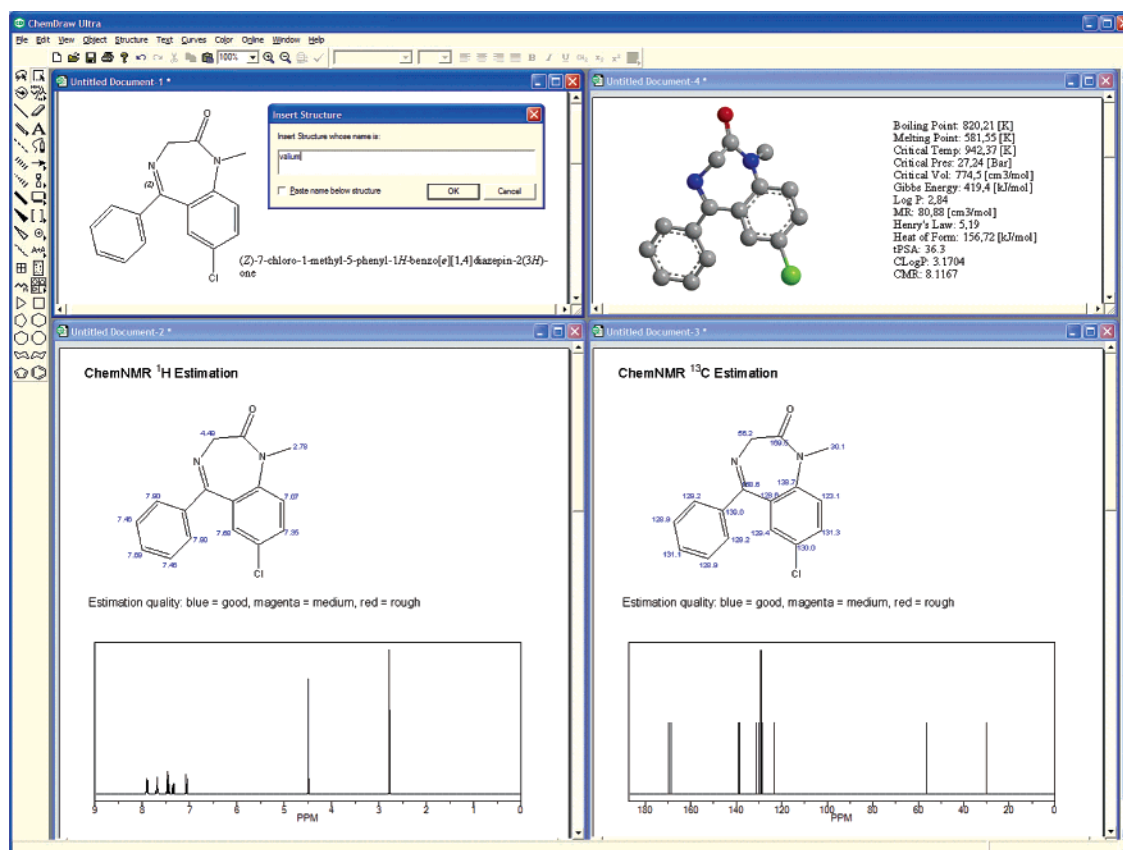 ChemDraw Ultra
File Edit View Object Structure Text Curves Color Online Window Help
100%
Untitled Document-1 *
O
N
N
(Z)
Cl
Insert Structure
Insert Structure whose name is:
valium
Paste name below structure
OK Cancel
(Z)-7-chloro-1-methyl-5-phenyl-1H-benzo[e][1,4]diazepin-2(3H)-
one
Untitled Document-4 *
Boiling Point: 820,21 [K]
Melting Point: 581,55 [K]
Critical Temp: 942,37 [K]
Critical Pres: 27,24 [Bar]
Critical Vol: 774,5 [cm3/mol]
Gibbs Energy: 419,4 [kJ/mol]
Log P: 2,84
MR: 80,88 [cm3/mol]
Henry's Law: 5,19
Heat of Form: 156,72 [kJ/mol]
tPSA: 36.3
CLogP: 3.1704
CMR: 8.1167
Untitled Document-2 *
ChemNMR ¹H Estimation
O
4.49
2.78
N
N
7.90
7.07
7.46
7.90
7.68
7.35
7.69
7.46
Cl
Estimation quality: blue = good, magenta = medium, red = rough
9 8 7 6 5 4 3 2 1 0
PPM
Untitled Document-3 *
ChemNMR ¹³C Estimation
O
169.5
30.1
N
N
138.7
129.2
123.1
128.9
139.0
129.4
128.2
131.3
131.1
130.0
128.9
Cl
Estimation quality: blue = good, magenta = medium, red = rough
180 160 140 120 100 80 60 40 20 0
PPM